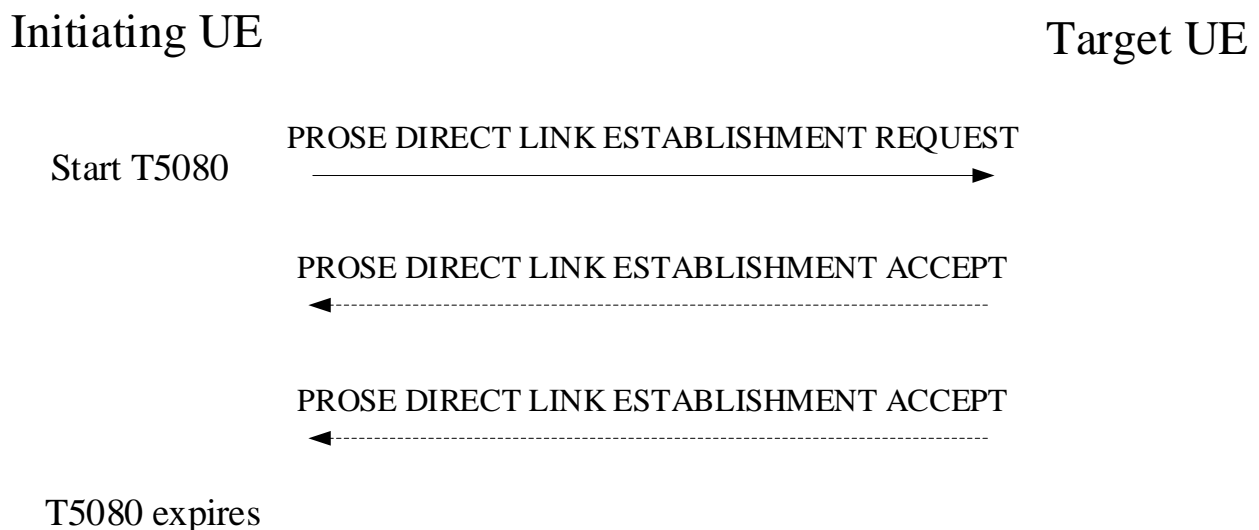 Initiating UE
Target UE
PROSE DIRECT LINK ESTABLISHMENT REQUEST
Start T5080
PROSE DIRECT LINK ESTABLISHMENT ACCEPT
PROSE DIRECT LINK ESTABLISHMENT ACCEPT
T5080 expires